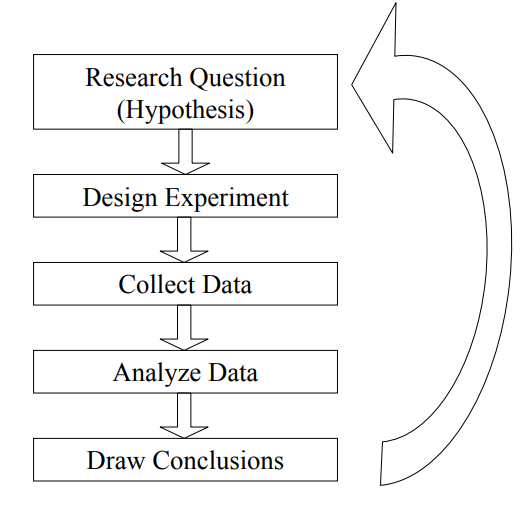 Research Question
(Hypothesis)
Design Experiment
Collect Data
Analyze Data
Draw Conclusions